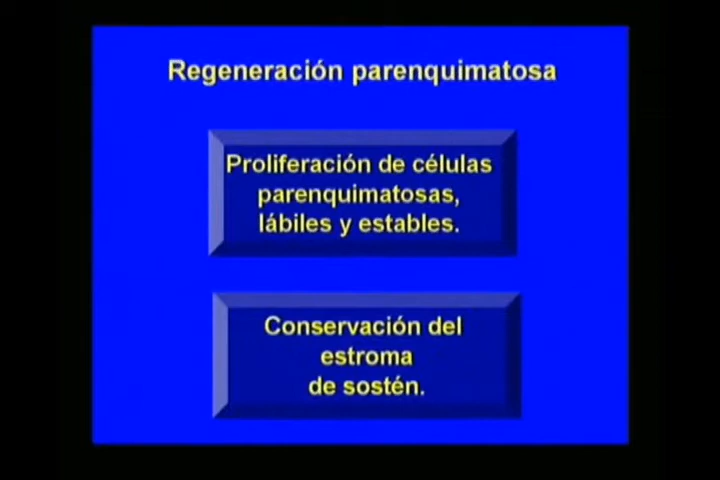 Regeneración parenquimatosa
Proliferación de células
parenquimatosas,
lábiles y estables.
Conservación del
estroma
de sostén.